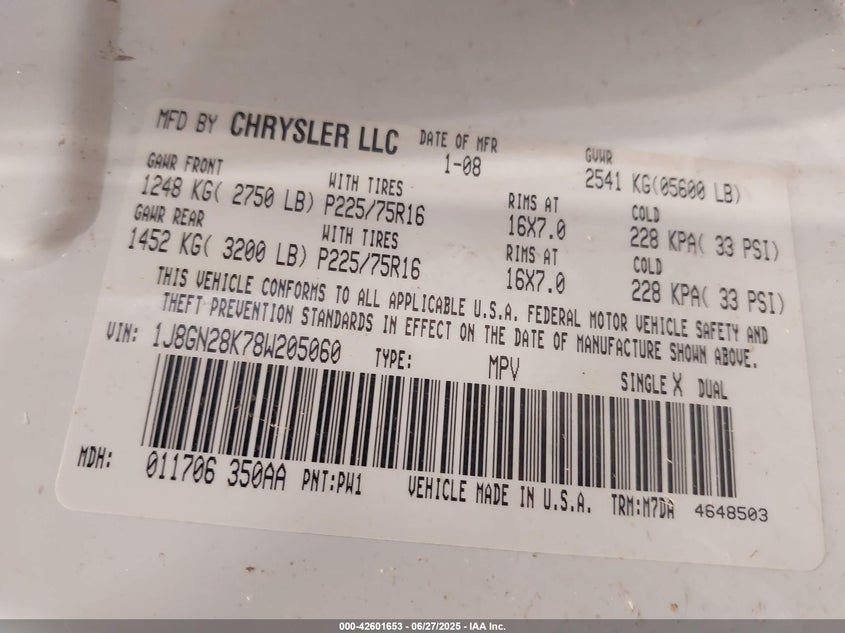 MFD BY CHRYSLER LLC DATE OF MFR 1-08 GVWR 2541 KG(05600 LB)
GAWR FRONT
1248 KG( 2750 LB) WITH TIRES P225/75R16 RIMS AT 16X7.0 COLD 228 KPA( 33 PSI)
GAWR REAR
1452 KG( 3200 LB) WITH TIRES P225/75R16 RIMS AT 16X7.0 COLD 228 KPA( 33 PSI)
THIS VEHICLE CONFORMS TO ALL APPLICABLE U.S.A. FEDERAL MOTOR VEHICLE SAFETY AND
THEFT PREVENTION STANDARDS IN EFFECT ON THE DATE OF MANUFACTURE SHOWN ABOVE.
VIN: 1J8GN28K78W205060 TYPE: MPV SINGLE X DUAL
MDH: 011706 350AA PNT:PW1 VEHICLE MADE IN U.S.A. TRM:M7DA 4648503
000-42601653 - 06/27/2025 - IAA Inc.